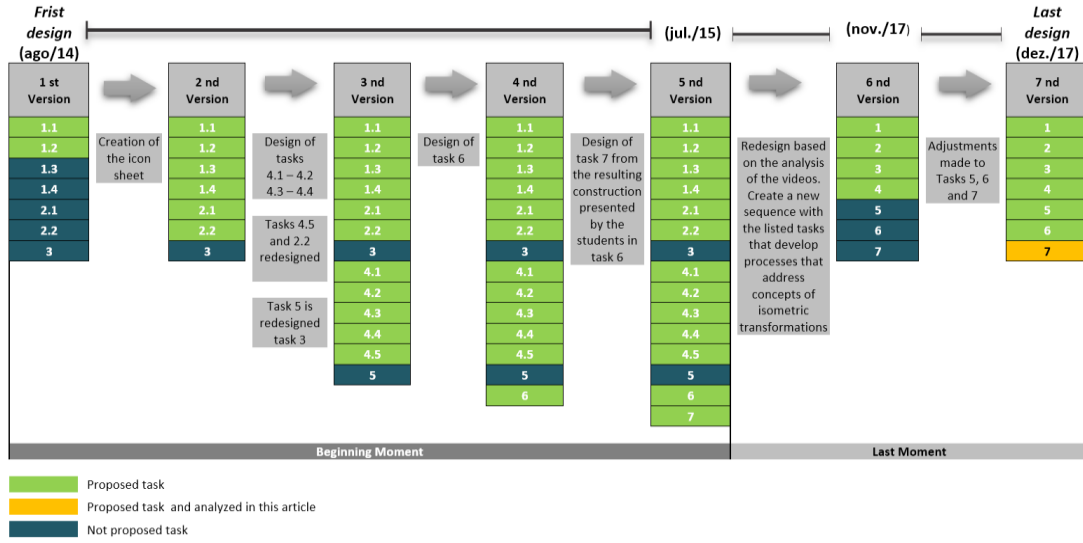 Frist
design
(ago/14)
(jul./15)
(nov./17)
Last
design
(dez./17)
1 st
Version
2 nd
Version
3 nd
Version
4 nd
Version
5 nd
Version
6 nd
Version
7 nd
Version
1.1
1.2
1.3
1.4
2.1
2.2
3
Creation of
the icon
sheet
1.1
1.2
1.3
1.4
2.1
2.2
3
Design of
tasks
4.1 – 4.2
4.3 – 4.4
Tasks 4.5
and 2.2
redesigned
Task 5 is
redesigned
task 3
1.1
1.2
1.3
1.4
2.1
2.2
3
4.1
4.2
4.3
4.4
4.5
5
Design of
task 6
1.1
1.2
1.3
1.4
2.1
2.2
3
4.1
4.2
4.3
4.4
4.5
5
6
Design of
task 7 from
the resulting
construction
presented
by the
students in
task 6
1.1
1.2
1.3
1.4
2.1
2.2
3
4.1
4.2
4.3
4.4
4.5
5
6
7
Redesign based
on the analysis
of the videos.
Create a new
sequence with
the listed tasks
that develop
processes that
address
concepts of
isometric
transformations
1
2
3
4
5
6
7
Adjustments
made to
Tasks 5, 6
and 7
1
2
3
4
5
6
7
Beginning Moment
Last Moment
Proposed task
Proposed task and analyzed in this article
Not proposed task